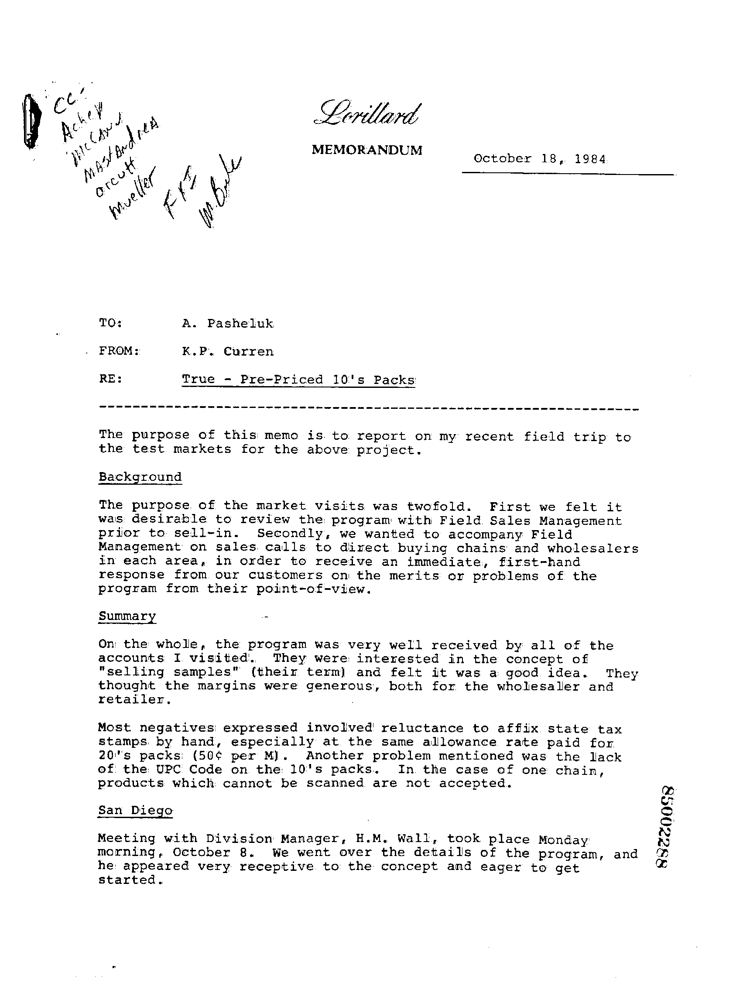 CC:
Achey
McCann
Mastandrea
Orcutt
Mueller
FYI
Lorillard
MEMORANDUM
October 18, 1984
TO: A. Pasheluk
FROM: K.P. Curren
RE: True - Pre-Priced 10's Packs
The purpose of this memo is to report on my recent field trip to
the test markets for the above project.
Background
The purpose of the market visits was twofold. First we felt it
was desirable to review the program with Field Sales Management
prior to sell-in. Secondly, we wanted to accompany Field
Management on sales calls to direct buying chains and wholesalers
in each area, in order to receive an immediate, first-hand
response from our customers on the merits or problems of the
program from their point-of-view.
Summary
On the whole, the program was very well received by all of the
accounts I visited. They were interested in the concept of
"selling samples" (their term) and felt it was a good idea. They
thought the margins were generous, both for the wholesaler and
retailer.
Most negatives expressed involved reluctance to affix state tax
stamps by hand, especially at the same allowance rate paid for
20's packs (50¢ per M). Another problem mentioned was the lack
of the UPC Code on the 10's packs. In the case of one chain,
products which cannot be scanned are not accepted.
San Diego
Meeting with Division Manager, H.M. Wall, took place Monday
morning, October 8. We went over the details of the program, and
he appeared very receptive to the concept and eager to get
started.
85002288